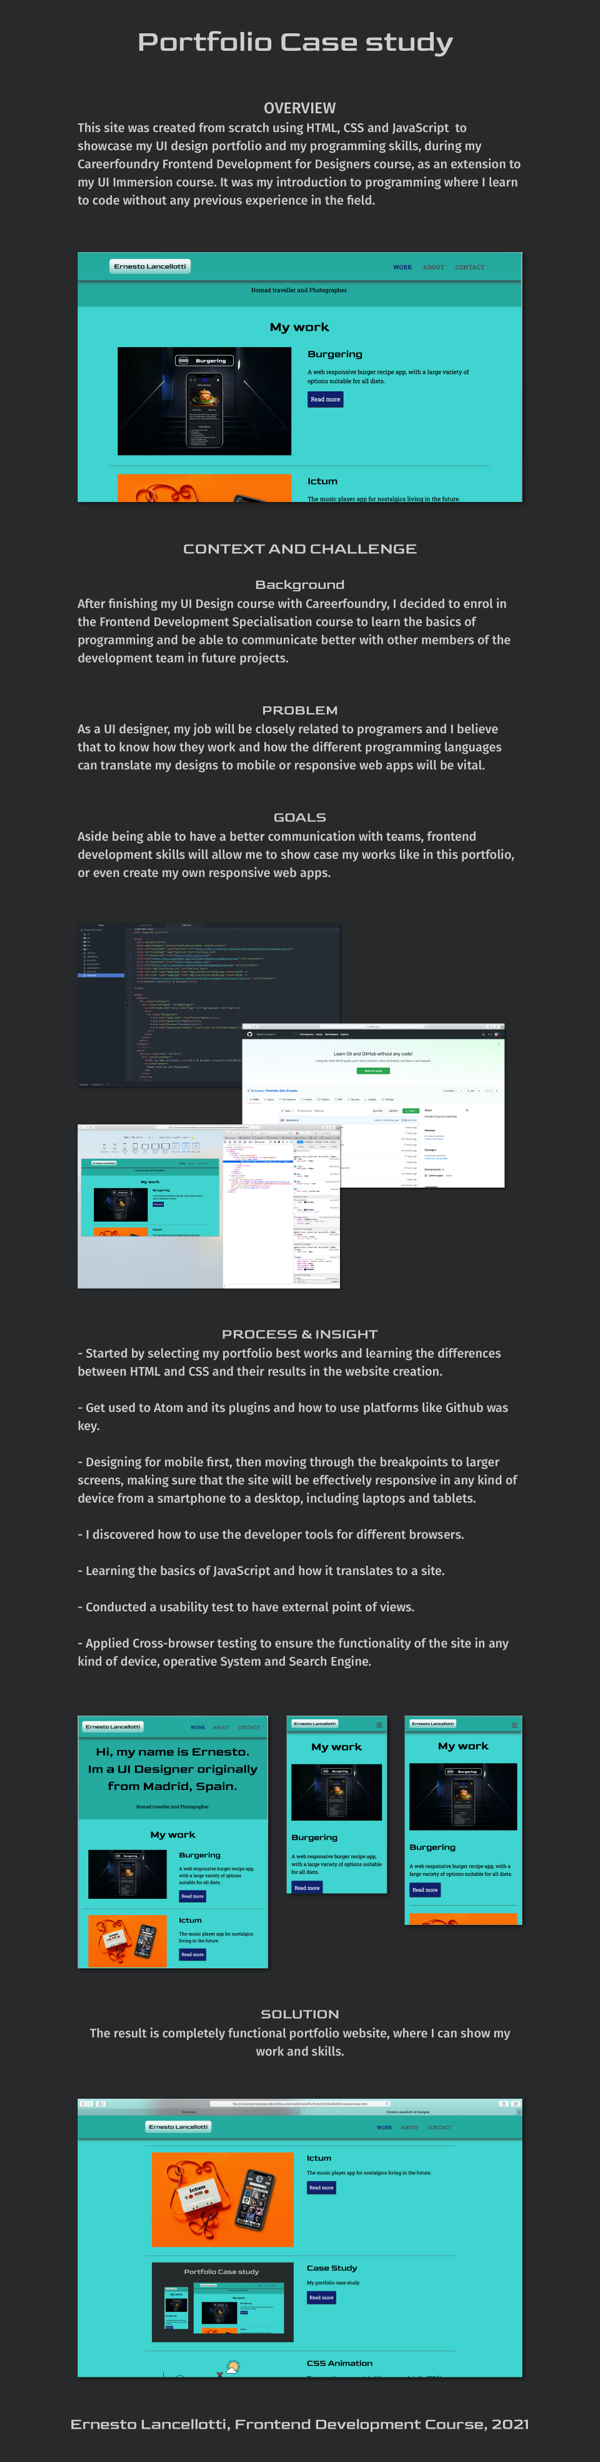 Portfolio Case study
OVERVIEW
This site was created from scratch using HTML, CSS and JavaScript to
showcase my UI design portfolio and my programming skills, during my
Careerfoundry Frontend Development for Designers course, as an extension to
my UI Immersion course. It was my introduction to programming where I learn
to code without any previous experience in the field.
Ernesto Lancellotti
WORK ABOUT CONTACT
Nomad traveller and Photographer.
My work
Burgering
Burgering
A web responsive burger recipe app, with a large variety of
options suitable for all diets.
Read more
Ictum
The music player app for nostalgics living in the future.
CONTEXT AND CHALLENGE
Background
After finishing my UI Design course with Careerfoundry, I decided to enrol in
the Frontend Development Specialisation course to learn the basics of
programming and be able to communicate better with other members of the
development team in future projects.
PROBLEM
As a UI designer, my job will be closely related to programers and I believe
that to know how they work and how the different programming languages
can translate my designs to mobile or responsive web apps will be vital.
GOALS
Aside being able to have a better communication with teams, frontend
development skills will allow me to show case my works like in this portfolio,
or even create my own responsive web apps.
Learn Git and GitHub without any code!
My work
Burgering
PROCESS & INSIGHT
- Started by selecting my portfolio best works and learning the differences
between HTML and CSS and their results in the website creation.
- Get used to Atom and its plugins and how to use platforms like Github was
key.
- Designing for mobile first, then moving through the breakpoints to larger
screens, making sure that the site will be effectively responsive in any kind of
device from a smartphone to a desktop, including laptops and tablets.
- I discovered how to use the developer tools for different browsers.
- Learning the basics of JavaScript and how it translates to a site.
- Conducted a usability test to have external point of views.
- Applied Cross-browser testing to ensure the functionality of the site in any
kind of device, operative System and Search Engine.
Ernesto Lancellotti
WORK ABOUT CONTACT
Hi, my name is Ernesto.
Im a UI Designer originally
from Madrid, Spain.
Nomad traveller and Photographer.
My work
Burgering
A web responsive burger recipe app,
with a large variety of options
suitable for all diets.
Read more
Ictum
The music player app for nostalgics
living in the future.
Read more
Ernesto Lancellotti
My work
Burgering
Burgering
A web responsive burger recipe app,
with a large variety of options suitable
for all diets.
Read more
Ernesto Lancellotti
My work
Burgering
Burgering
A web responsive burger recipe app, with a
large variety of options suitable for all diets.
Read more
SOLUTION
The result is completely functional portfolio website, where I can show my
work and skills.
Ernesto Lancellotti UI Designer
Ernesto Lancellotti
WORK ABOUT CONTACT
Ictum
Ictum
The music player app for nostalgics living in the future.
Read more
Portfolio Case study
My work
Case Study
My portfolio case study.
Read more
CSS Animation
Ernesto Lancellotti, Frontend Development Course, 2021